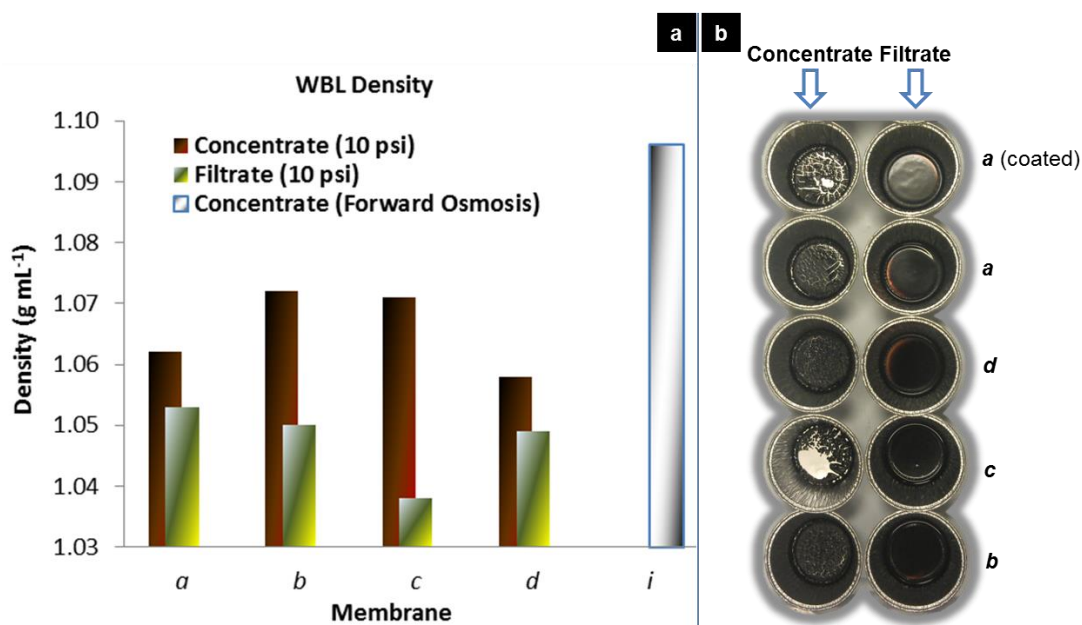 a b
WBL Density
1.10
1.09
1.08
1.07
1.06
1.05
1.04
1.03
Density (g mL⁻¹)
Concentrate (10 psi)
Filtrate (10 psi)
Concentrate (Forward Osmosis)
a b c d i
Membrane
Concentrate Filtrate
a (coated)
a
d
c
b